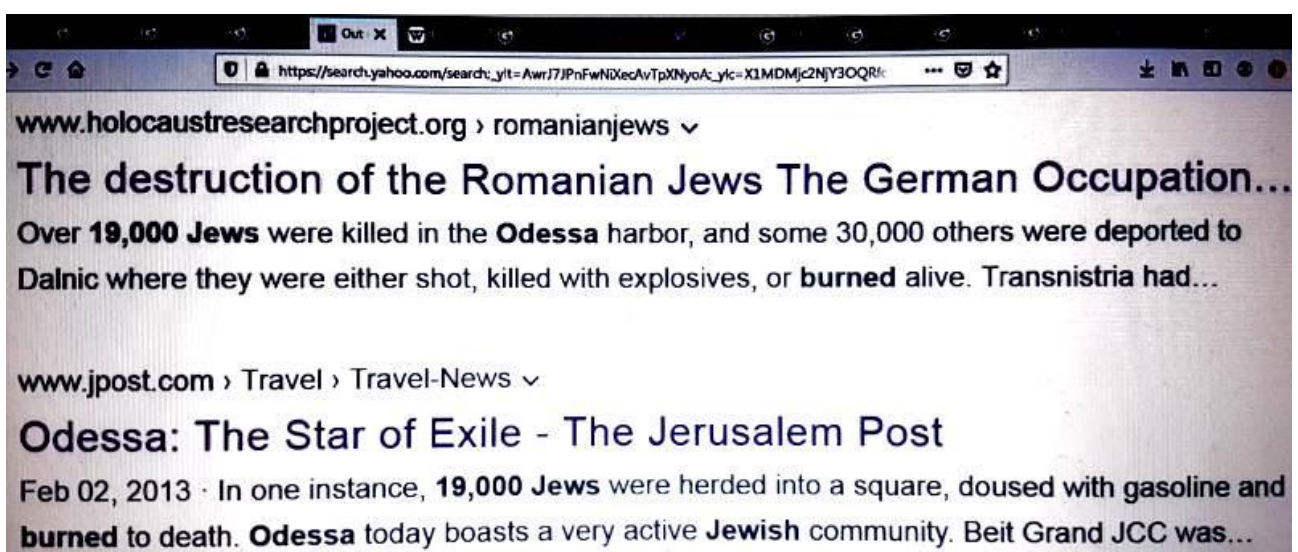 Out
https://search.yahoo.com/search;_ylt=AwrJ7JPnFwNiXecAvTpXNyoA;_ylc=X1MDMjc2NjY3OQRfc
www.holocaustresearchproject.org › romanianjews
The destruction of the Romanian Jews The German Occupation...
Over 19,000 Jews were killed in the Odessa harbor, and some 30,000 others were deported to
Dalnic where they were either shot, killed with explosives, or burned alive. Transnistria had...
www.jpost.com › Travel › Travel-News
Odessa: The Star of Exile - The Jerusalem Post
Feb 02, 2013 · In one instance, 19,000 Jews were herded into a square, doused with gasoline and
burned to death. Odessa today boasts a very active Jewish community. Beit Grand JCC was...